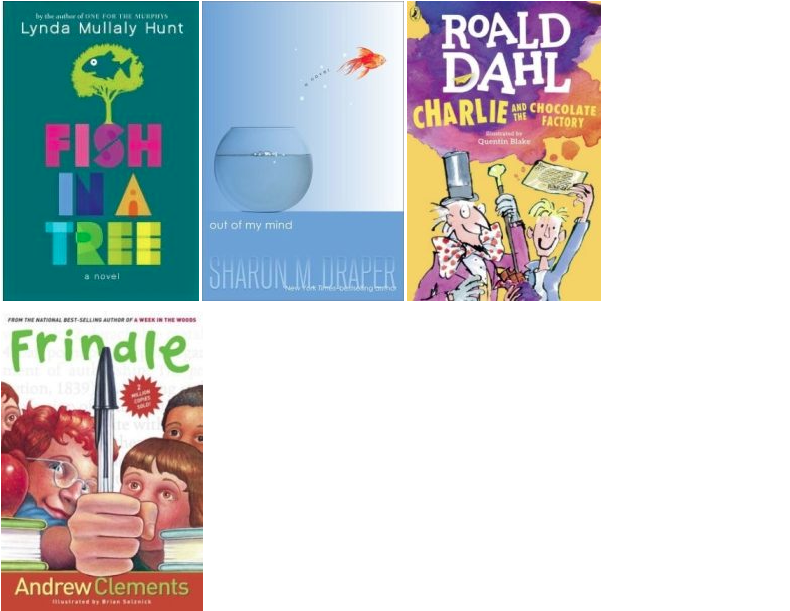 by the author of ONE FOR THE MURPHYS
Lynda Mullaly Hunt
FISH
IN A
TREE
a novel
a novel
out of my mind
SHARON M. DRAPER
New York Times-bestselling author
ROALD
DAHL
CHARLIE AND THE CHOCOLATE FACTORY
Illustrated by
Quentin Blake
FROM THE NATIONAL BEST-SELLING AUTHOR OF A WEEK IN THE WOODS
Frindle
2
MILLION
COPIES
SOLD!
Andrew Clements
Illustrated by Brian Selznick